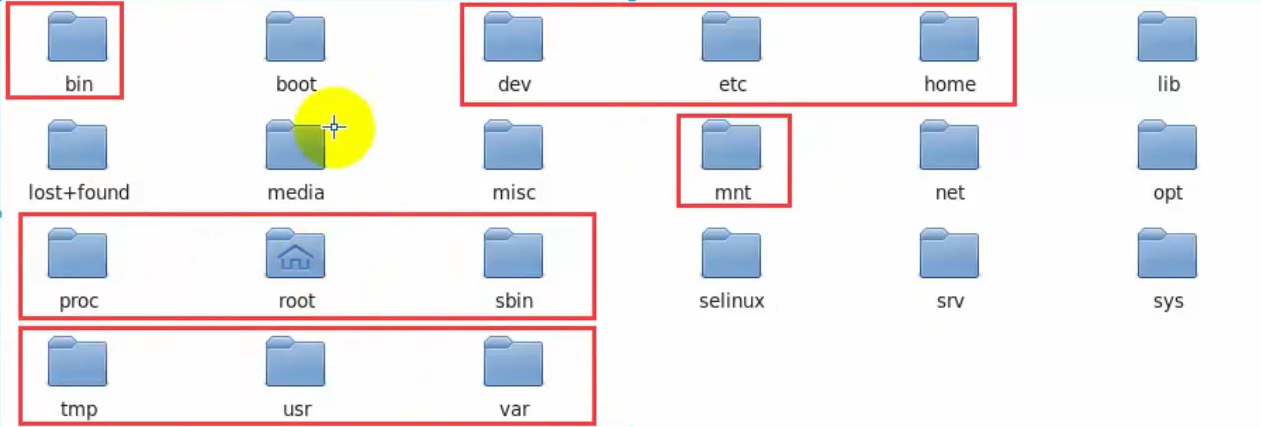 bin boot dev etc home lib
lost+found media misc mnt net opt
proc root sbin selinux srv sys
tmp usr var